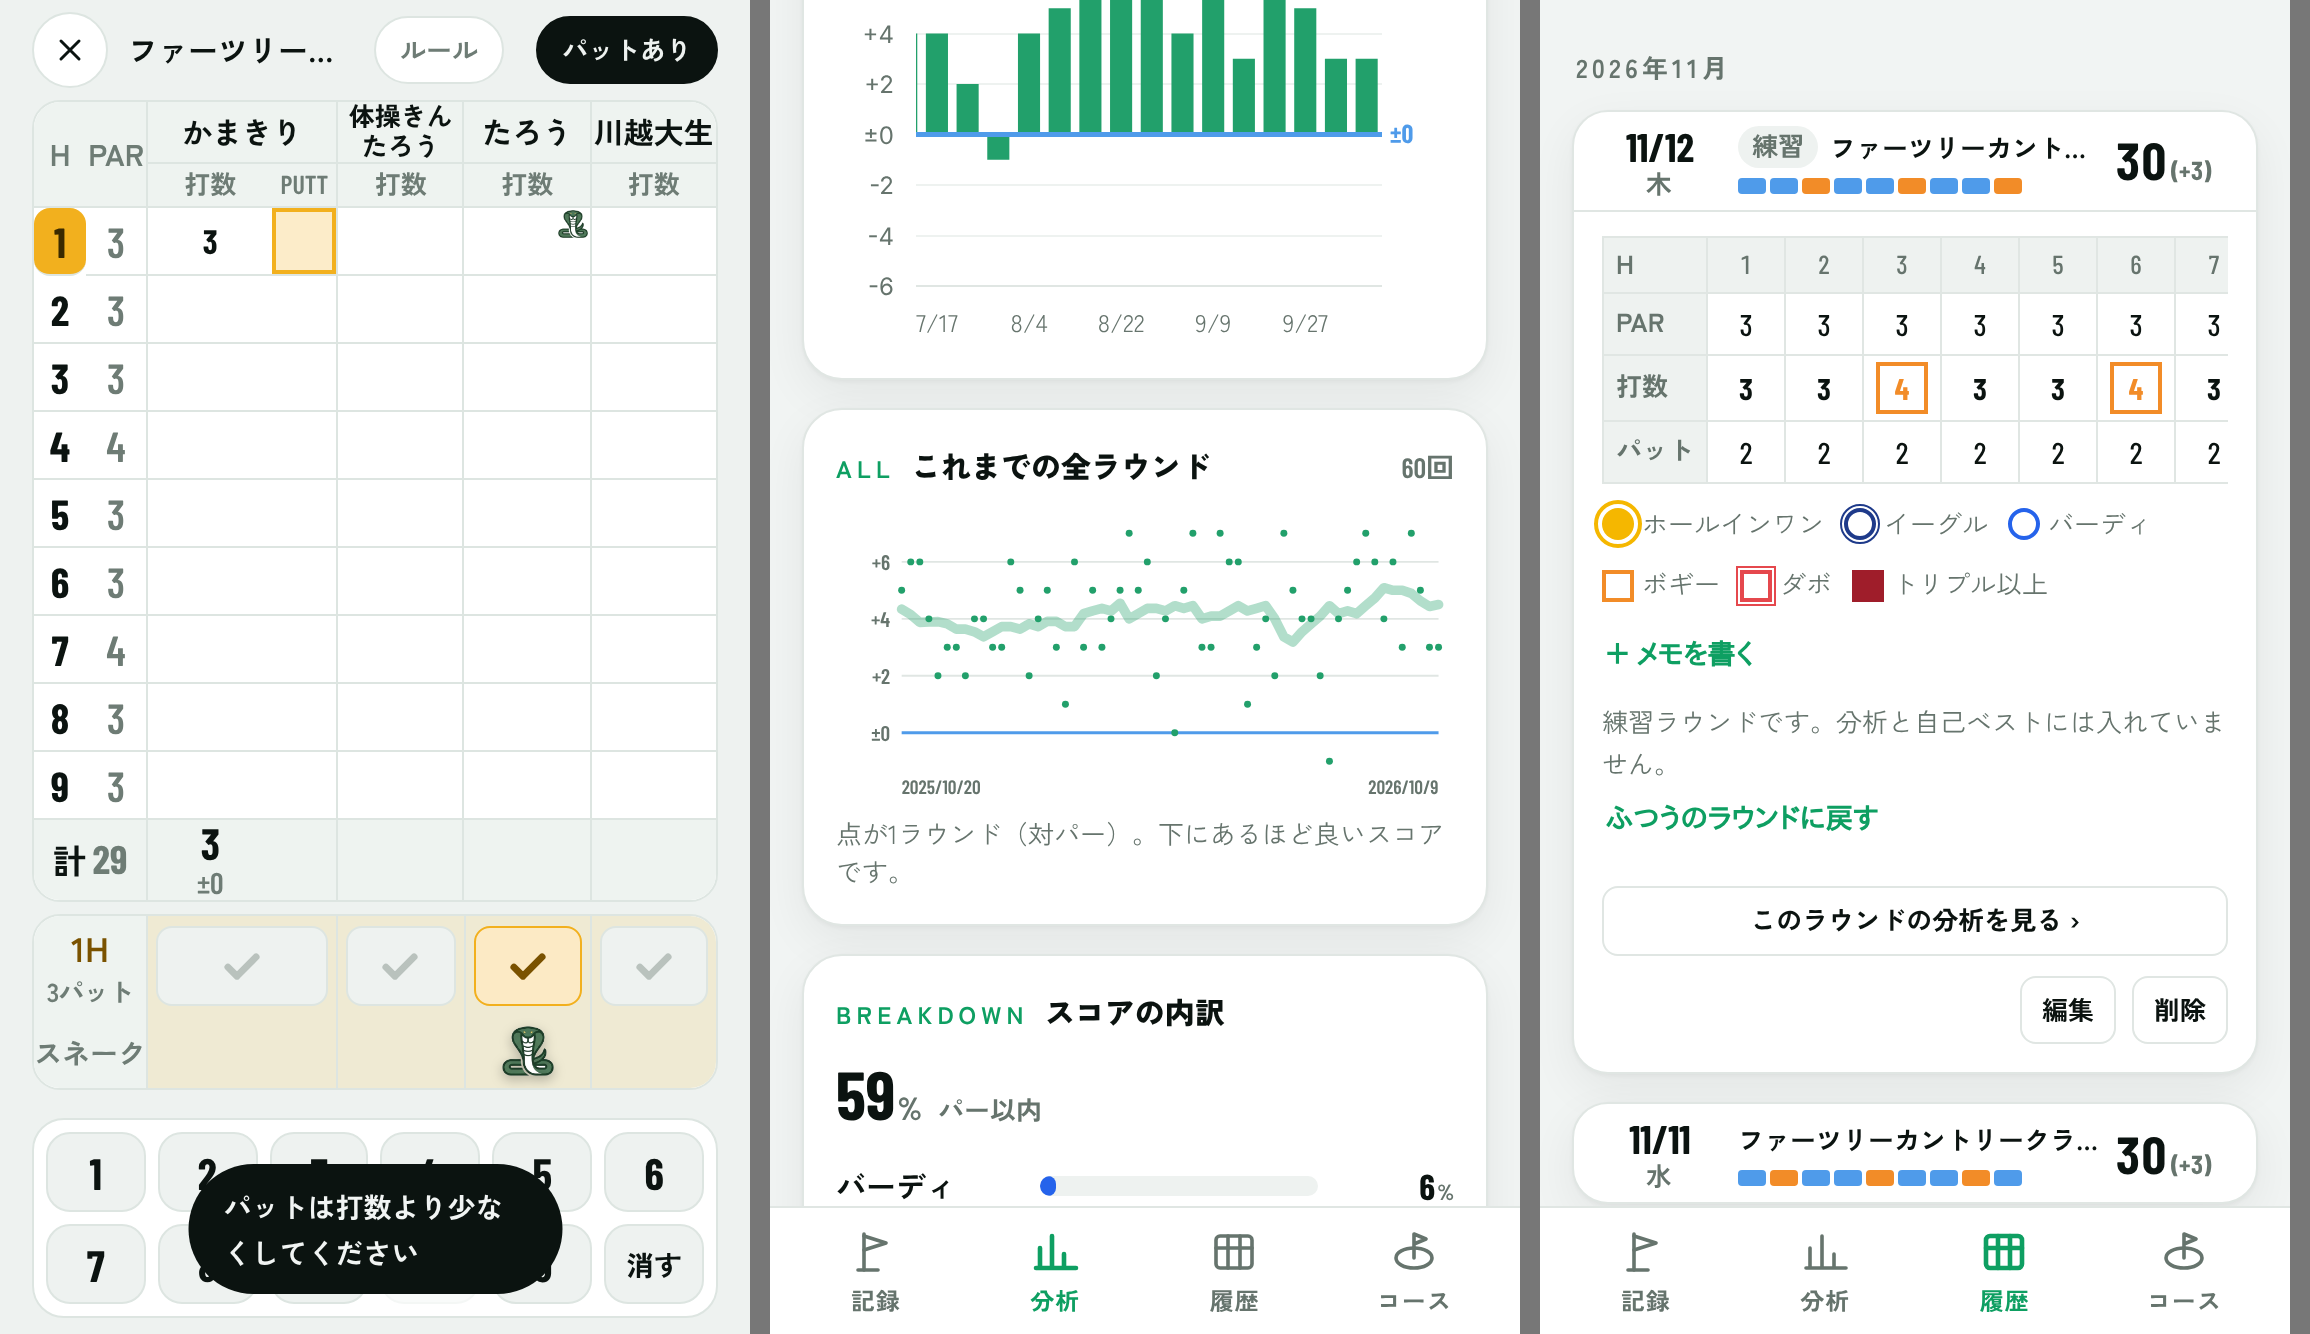 ファーツリー...
ルール
パットあり
H PAR かまきり 体操きん たろう たろう 川越大生
打数 PUTT 打数 打数 打数
1 3 3
2 3
3 3
4 4
5 3
6 3
7 4
8 3
9 3
計 29 3
±0
1H
3パット
スネーク
1 2 5 6
7 消す
パットは打数より少な
くしてください
+4
+2
±0 ±0
-2
-4
-6
7/17 8/4 8/22 9/9 9/27
ALL これまでの全ラウンド 60回
+6
+4
+2
±0
2025/10/20 2026/10/9
点が1ラウンド（対パー）。下にあるほど良いスコア
です。
BREAKDOWN スコアの内訳
59% パー以内
バーディ 6%
記録 分析 履歴 コース
2026年11月
11/12 練習 ファーツリーカント... 30(+3)
木
H 1 2 3 4 5 6 7
PAR 3 3 3 3 3 3 3
打数 3 3 4 3 3 4 3
パット 2 2 2 2 2 2 2
ホールインワン イーグル バーディ
ボギー ダボ トリプル以上
＋メモを書く
練習ラウンドです。分析と自己ベストには入れていま
せん。
ふつうのラウンドに戻す
このラウンドの分析を見る ›
編集 削除
11/11 ファーツリーカントリークラ... 30(+3)
水
記録 分析 履歴 コース